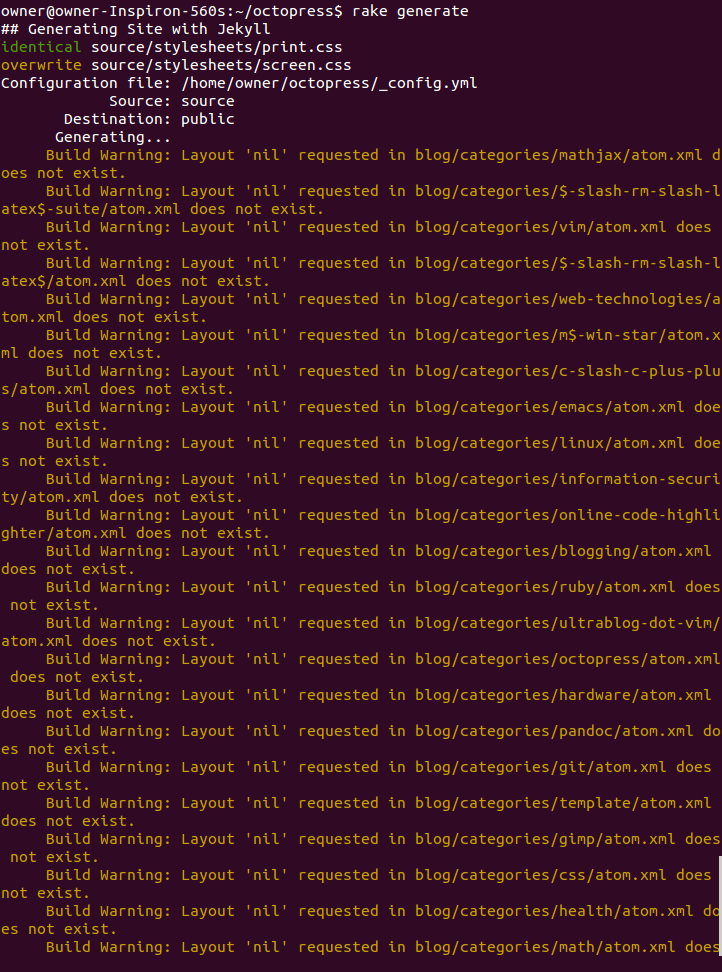 owner@owner-Inspiron-560s:~/octopress$ rake generate
## Generating Site with Jekyll
identical source/stylesheets/print.css
overwrite source/stylesheets/screen.css
Configuration file: /home/owner/octopress/_config.yml
            Source: source
       Destination: public
      Generating...
     Build Warning: Layout 'nil' requested in blog/categories/mathjax/atom.xml d
oes not exist.
     Build Warning: Layout 'nil' requested in blog/categories/$-slash-rm-slash-l
atex$-suite/atom.xml does not exist.
     Build Warning: Layout 'nil' requested in blog/categories/vim/atom.xml does
not exist.
     Build Warning: Layout 'nil' requested in blog/categories/$-slash-rm-slash-l
atex$/atom.xml does not exist.
     Build Warning: Layout 'nil' requested in blog/categories/web-technologies/a
tom.xml does not exist.
     Build Warning: Layout 'nil' requested in blog/categories/m$-win-star/atom.x
ml does not exist.
     Build Warning: Layout 'nil' requested in blog/categories/c-slash-c-plus-plu
s/atom.xml does not exist.
     Build Warning: Layout 'nil' requested in blog/categories/emacs/atom.xml doe
s not exist.
     Build Warning: Layout 'nil' requested in blog/categories/linux/atom.xml doe
s not exist.
     Build Warning: Layout 'nil' requested in blog/categories/information-securi
ty/atom.xml does not exist.
     Build Warning: Layout 'nil' requested in blog/categories/online-code-highli
ghter/atom.xml does not exist.
     Build Warning: Layout 'nil' requested in blog/categories/blogging/atom.xml
does not exist.
     Build Warning: Layout 'nil' requested in blog/categories/ruby/atom.xml does
 not exist.
     Build Warning: Layout 'nil' requested in blog/categories/ultrablog-dot-vim/
atom.xml does not exist.
     Build Warning: Layout 'nil' requested in blog/categories/octopress/atom.xml
 does not exist.
     Build Warning: Layout 'nil' requested in blog/categories/hardware/atom.xml
does not exist.
     Build Warning: Layout 'nil' requested in blog/categories/pandoc/atom.xml do
es not exist.
     Build Warning: Layout 'nil' requested in blog/categories/git/atom.xml does
not exist.
     Build Warning: Layout 'nil' requested in blog/categories/template/atom.xml
does not exist.
     Build Warning: Layout 'nil' requested in blog/categories/gimp/atom.xml does
 not exist.
     Build Warning: Layout 'nil' requested in blog/categories/css/atom.xml does
not exist.
     Build Warning: Layout 'nil' requested in blog/categories/health/atom.xml do
es not exist.
     Build Warning: Layout 'nil' requested in blog/categories/math/atom.xml does